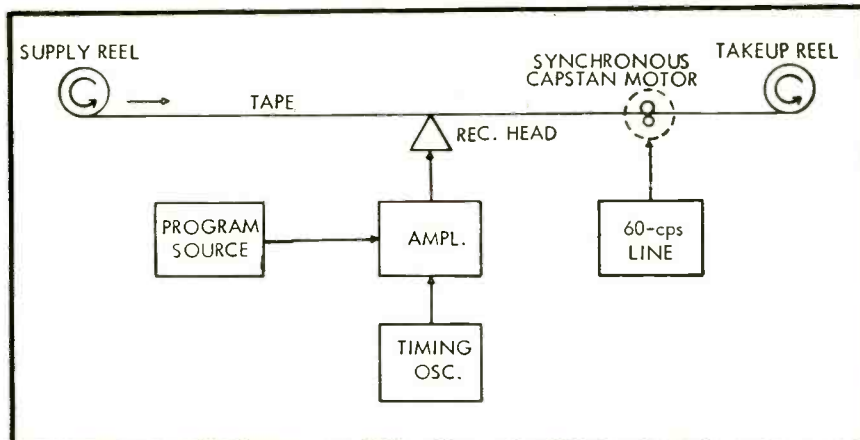 SUPPLY REEL
SYNCHRONOUS
CAPSTAN MOTOR
TAKEUP REEL
TAPE
REC. HEAD
PROGRAM
SOURCE
AMPL.
60-cps
LINE
TIMING
OSC.